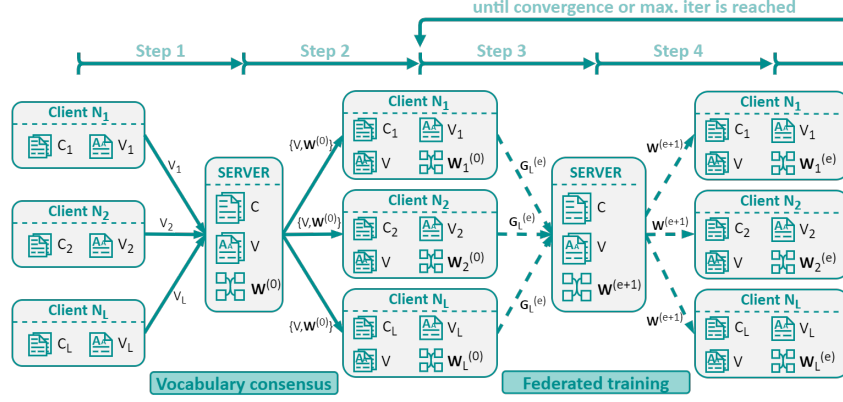 until convergence or max. iter is reached
Step 1
Step 2
Step 3
Step 4
Client N1
C1
V1
Client N2
C2
V2
Client NL
CL
VL
V1
V2
VL
SERVER
C
V
W(0)
{V,W(0)}
{V,W(0)}
{V,W(0)}
Client N1
C1
V1
V
W1(0)
Client N2
C2
V2
V
W2(0)
Client NL
CL
VL
V
WL(0)
GL(e)
GL(e)
GL(e)
SERVER
C
V
W(e+1)
W(e+1)
W(e+1)
W(e+1)
Client N1
C1
V1
V
W1(e)
Client N2
C2
V2
V
W2(e)
Client NL
CL
VL
V
WL(e)
Vocabulary consensus
Federated training